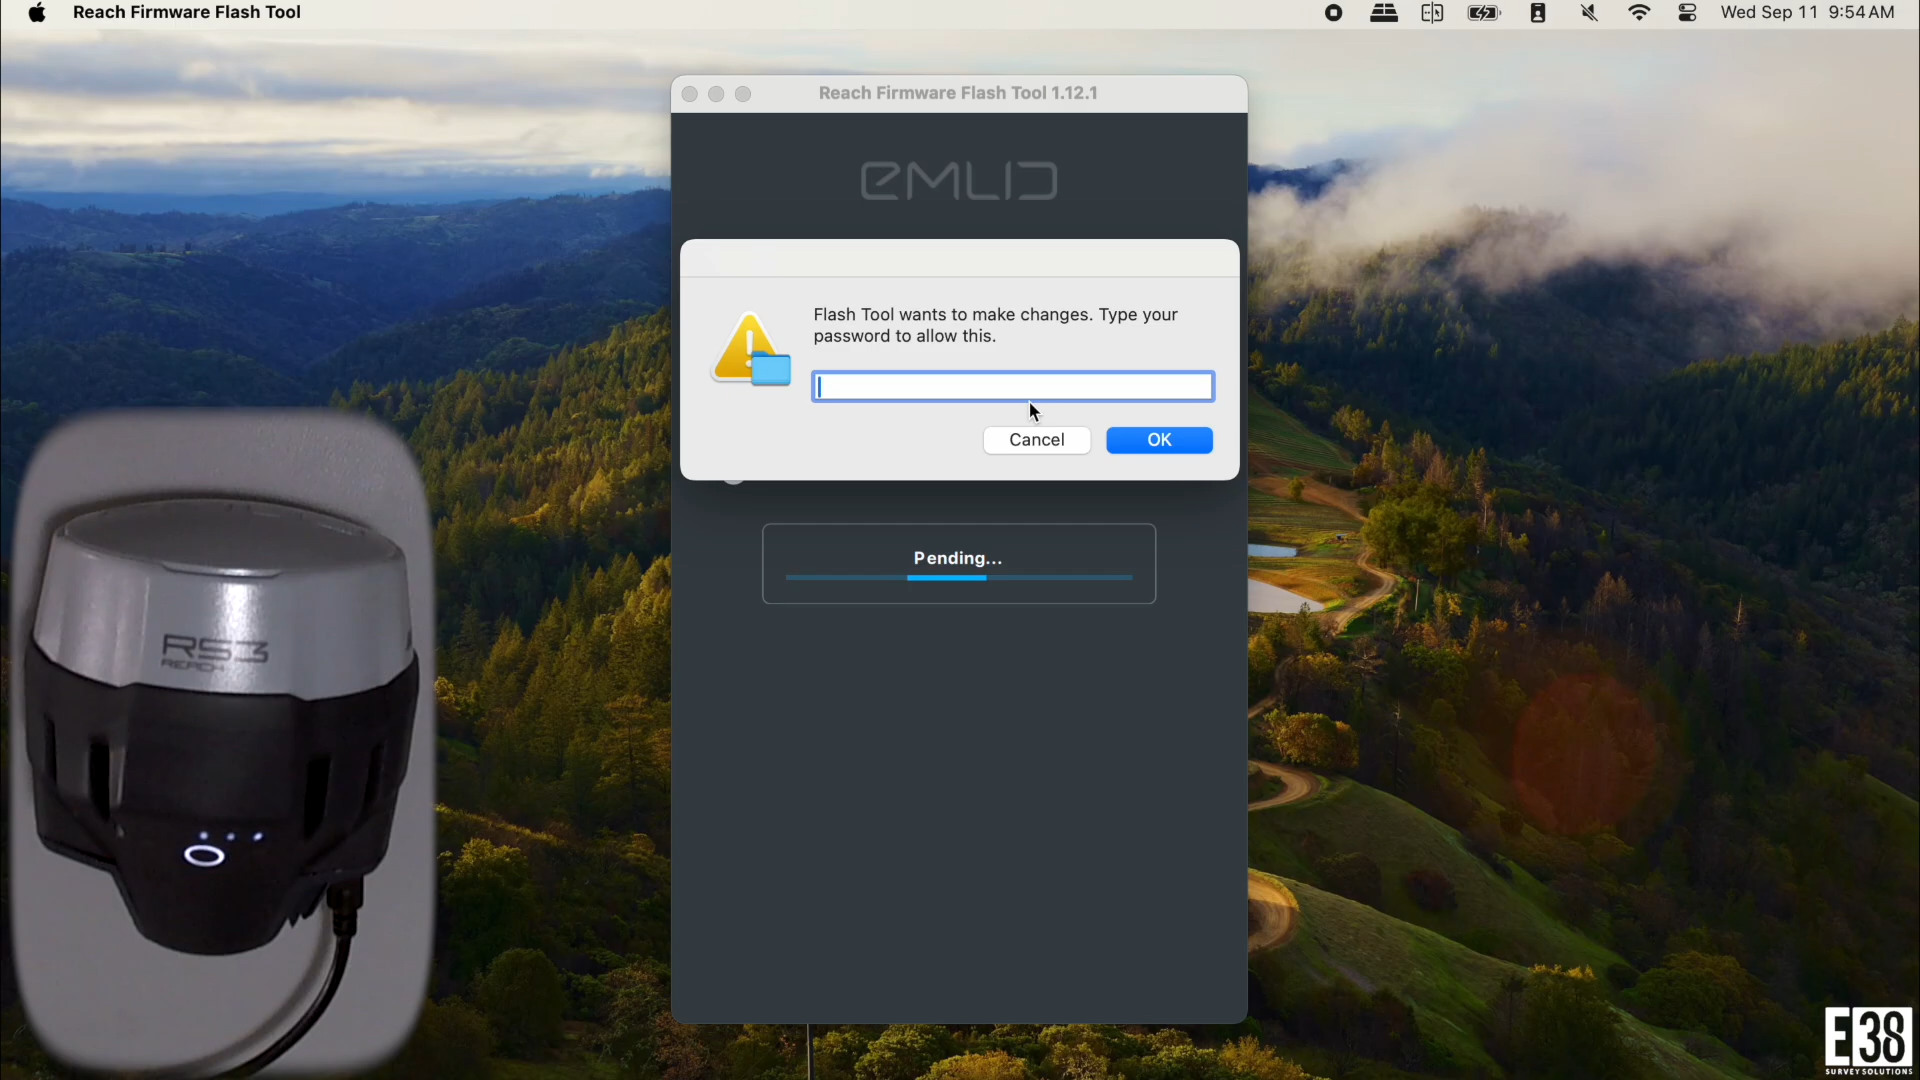 Reach Firmware Flash Tool
Wed Sep 11 9:54 AM
Reach Firmware Flash Tool 1.12.1
EMLID
Flash Tool wants to make changes. Type your
password to allow this.
Cancel
OK
Pending...
RS3
REACH
E38
SURVEY SOLUTIONS